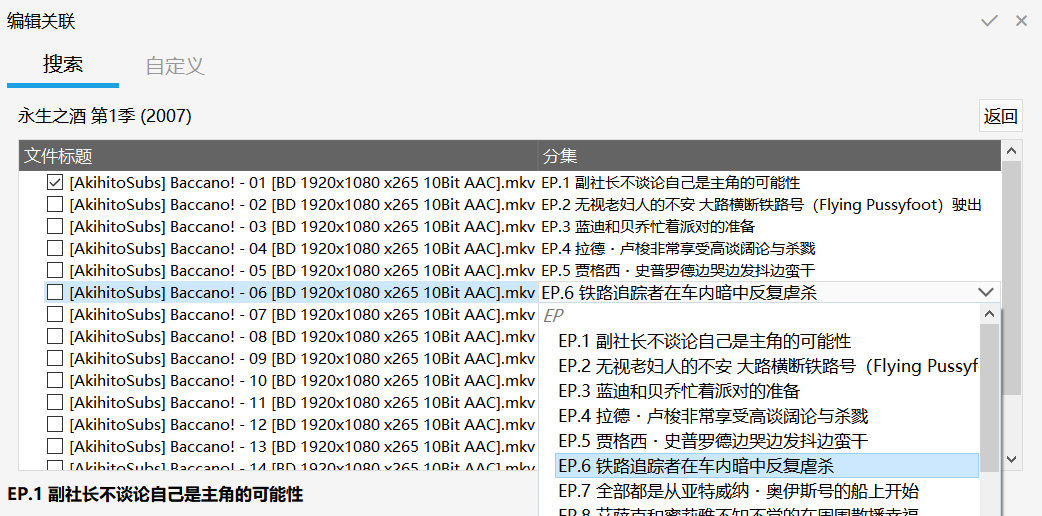 编辑关联
搜索 自定义
永生之酒 第1季 (2007) 返回
文件标题 分集
[AkihitoSubs] Baccano! - 01 [BD 1920x1080 x265 10Bit AAC].mkv EP.1 副社长不谈论自己是主角的可能性
[AkihitoSubs] Baccano! - 02 [BD 1920x1080 x265 10Bit AAC].mkv EP.2 无视老妇人的不安 大路横断铁路号（Flying Pussyfoot）驶出
[AkihitoSubs] Baccano! - 03 [BD 1920x1080 x265 10Bit AAC].mkv EP.3 蓝迪和贝乔忙着派对的准备
[AkihitoSubs] Baccano! - 04 [BD 1920x1080 x265 10Bit AAC].mkv EP.4 拉德・卢梭非常享受高谈阔论与杀戮
[AkihitoSubs] Baccano! - 05 [BD 1920x1080 x265 10Bit AAC].mkv EP.5 贾格西・史普罗德边哭边发抖边蛮干
[AkihitoSubs] Baccano! - 06 [BD 1920x1080 x265 10Bit AAC].mkv EP.6 铁路追踪者在车内暗中反复虐杀
[AkihitoSubs] Baccano! - 07 [BD 1920x1080 x265 10Bit AAC].mkv
[AkihitoSubs] Baccano! - 08 [BD 1920x1080 x265 10Bit AAC].mkv
[AkihitoSubs] Baccano! - 09 [BD 1920x1080 x265 10Bit AAC].mkv
[AkihitoSubs] Baccano! - 10 [BD 1920x1080 x265 10Bit AAC].mkv
[AkihitoSubs] Baccano! - 11 [BD 1920x1080 x265 10Bit AAC].mkv
[AkihitoSubs] Baccano! - 12 [BD 1920x1080 x265 10Bit AAC].mkv
[AkihitoSubs] Baccano! - 13 [BD 1920x1080 x265 10Bit AAC].mkv
[AkihitoSubs] Baccano! - 14 [BD 1920x1080 x265 10Bit AAC].mkv
EP
EP.1 副社长不谈论自己是主角的可能性
EP.2 无视老妇人的不安 大路横断铁路号（Flying Pussyf
EP.3 蓝迪和贝乔忙着派对的准备
EP.4 拉德・卢梭非常享受高谈阔论与杀戮
EP.5 贾格西・史普罗德边哭边发抖边蛮干
EP.6 铁路追踪者在车内暗中反复虐杀
EP.7 全部都是从亚特威纳・奥伊斯号的船上开始
EP.8 艾萨克和蜜莉雅不知不觉的在周围散播幸福
EP.1 副社长不谈论自己是主角的可能性